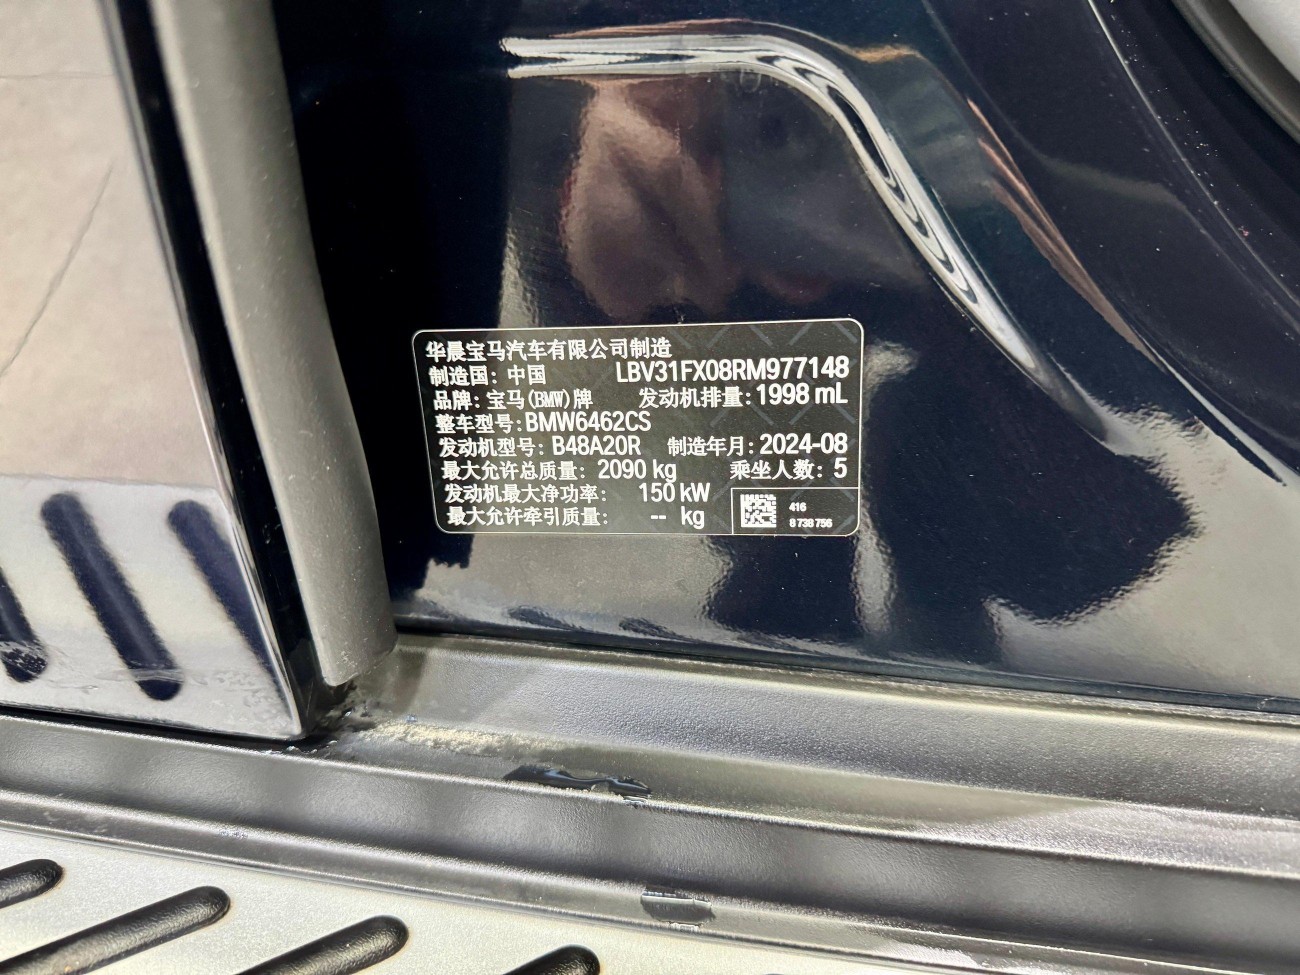 华晨宝马汽车有限公司制造
制造国: 中国 LBV31FX08RM977148
品牌: 宝马(BMW)牌 发动机排量: 1998 mL
整车型号: BMW6462CS
发动机型号: B48A20R 制造年月: 2024-08
最大允许总质量: 2090 kg 乘坐人数: 5
发动机最大净功率: 150 kW
最大允许牵引质量: -- kg
416
8 738 756